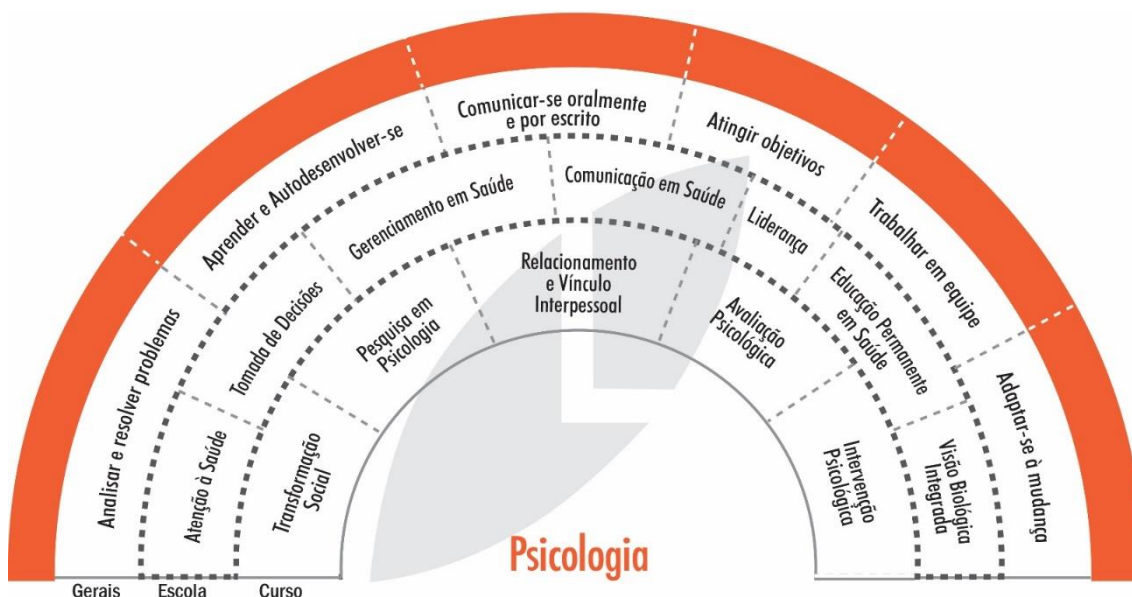 Analisar e resolver problemas
Aprender e Autodesenvolver-se
Comunicar-se oralmente
e por escrito
Atingir objetivos
Trabalhar em equipe
Adaptar-se à mudança
Atenção à Saúde
Tomada de Decisões
Gerenciamento em Saúde
Comunicação em Saúde
Liderança
Educação Permanente
em Saúde
Visão Biológica
Integrada
Transformação
Social
Pesquisa em
Psicologia
Relacionamento
e Vínculo
Interpessoal
Avaliação
Psicológica
Intervenção
Psicológica
Psicologia
Gerais
Escola
Curso